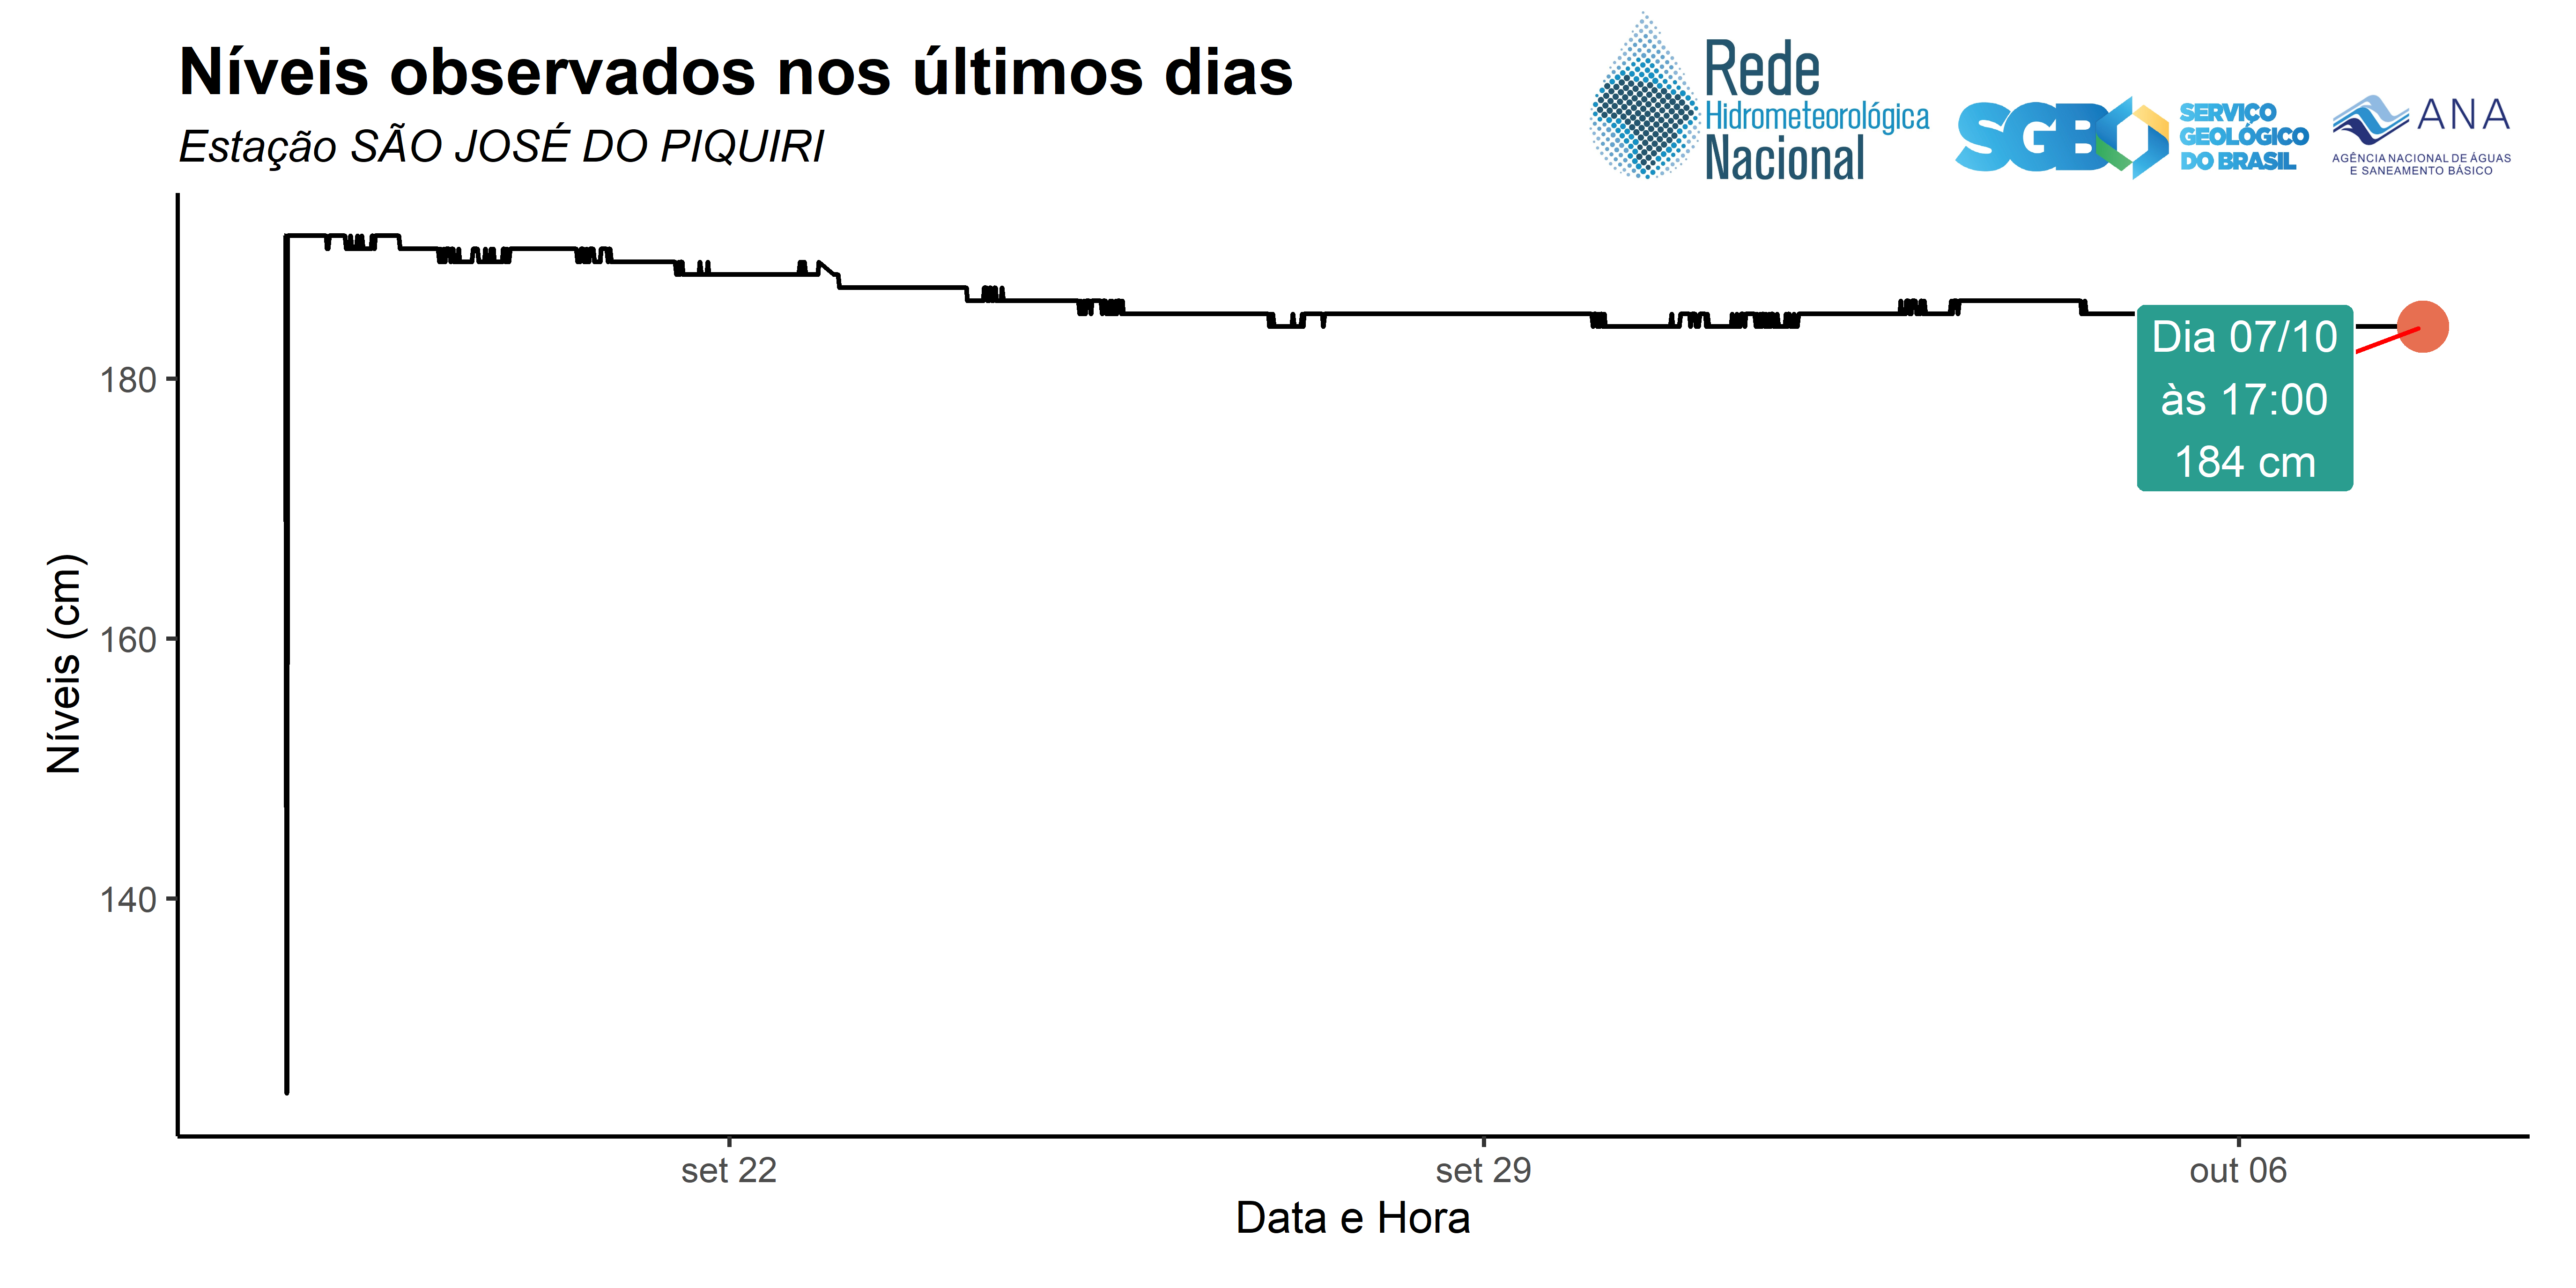 Níveis observados nos últimos dias
Estação SÃO JOSÉ DO PIQUIRI
Rede
Hidrometeorológica
Nacional
SGB
SERVIÇO
GEOLÓGICO
DO BRASIL
ANA
AGÊNCIA NACIONAL DE ÁGUAS
E SANEAMENTO BÁSICO
Níveis (cm)
180
160
140
Dia 07/10
às 17:00
184 cm
set 22
set 29
out 06
Data e Hora